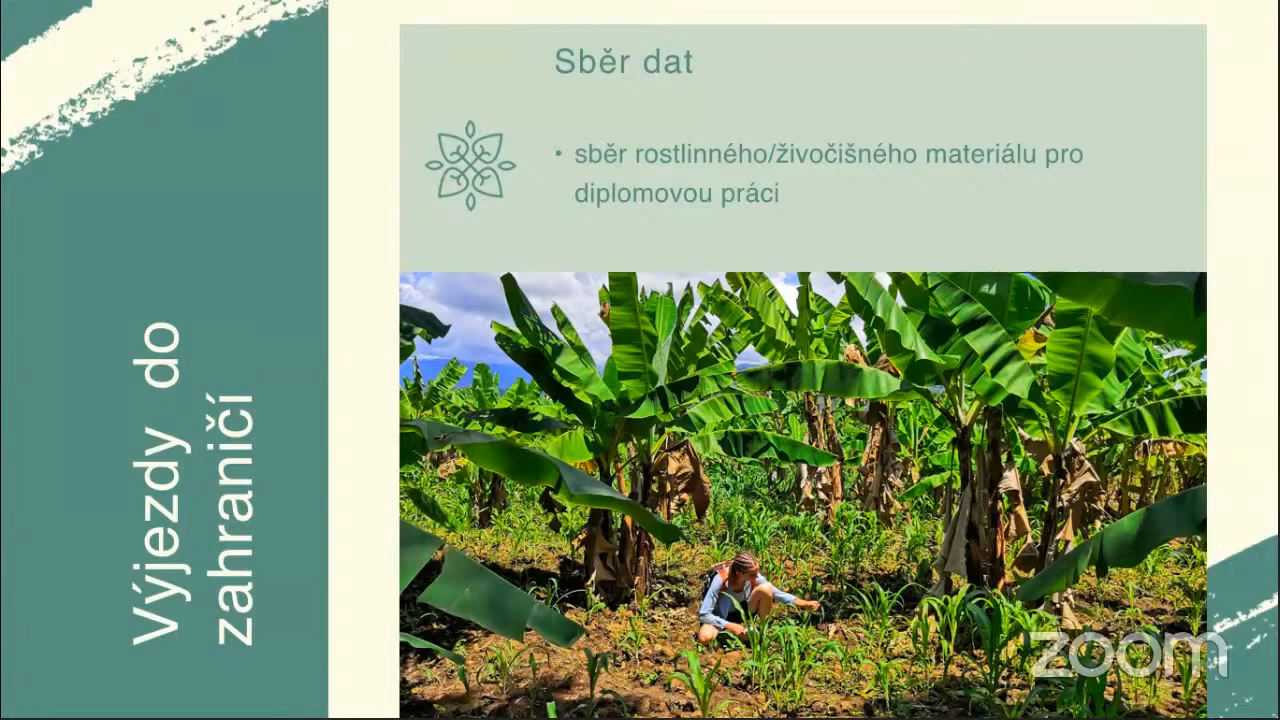 Výjezdy do
zahraničí
Sběr dat
• sběr rostlinného/živočišného materiálu pro
diplomovou práci
zoom